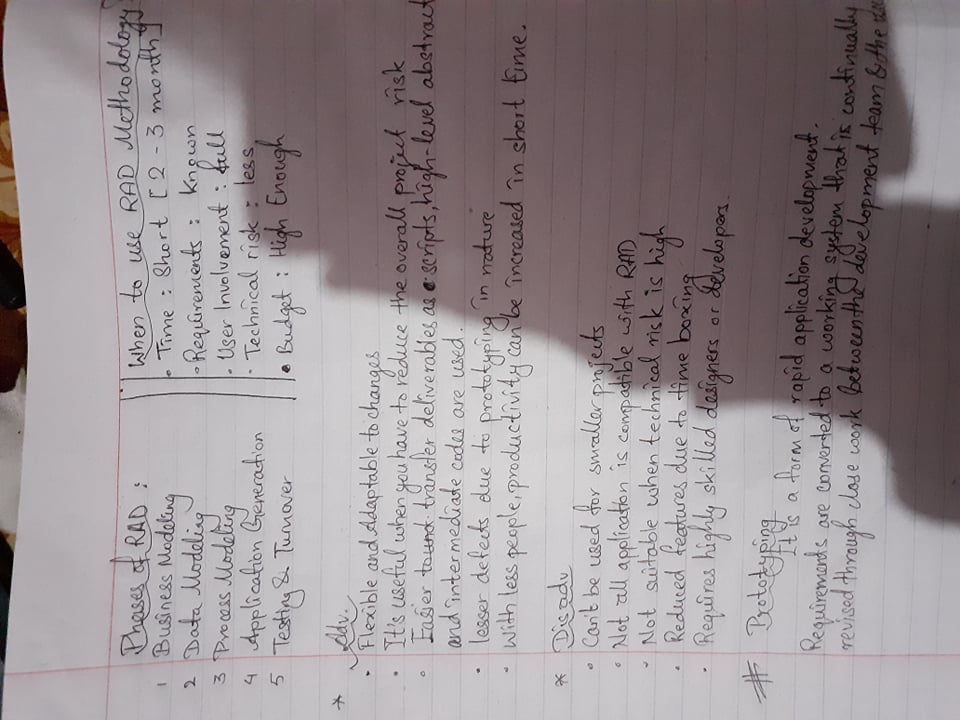 Phases of RAD :
1 Business Modeling
2 Data Modeling
3 Process Modeling
4 Application Generation
5 Testing & Turnover
When to use RAD Methodology
• Time : Short [2 - 3 month]
• Requirements : Known
• User Involvement : full
• Technical risk : less
• Budget : High Enough
* Adv.
• Flexible and Adaptable to changes
• It's useful when you have to reduce the overall project risk
• Easier to transfer deliverables as scripts, high-level abstract
and intermediate codes are used.
• lesser defects due to prototyping in nature
• With less people, productivity can be increased in short time.
* Disadv
• Can't be used for smaller projects
• Not all application is compatible with RAD
• Not suitable when technical risk is high
• Reduced features due to time boxing
• Requires highly skilled designers or developers.
# Prototyping
It is a form of rapid application development.
Requirements are converted to a working system that is continually
revised through close work between the development team & the